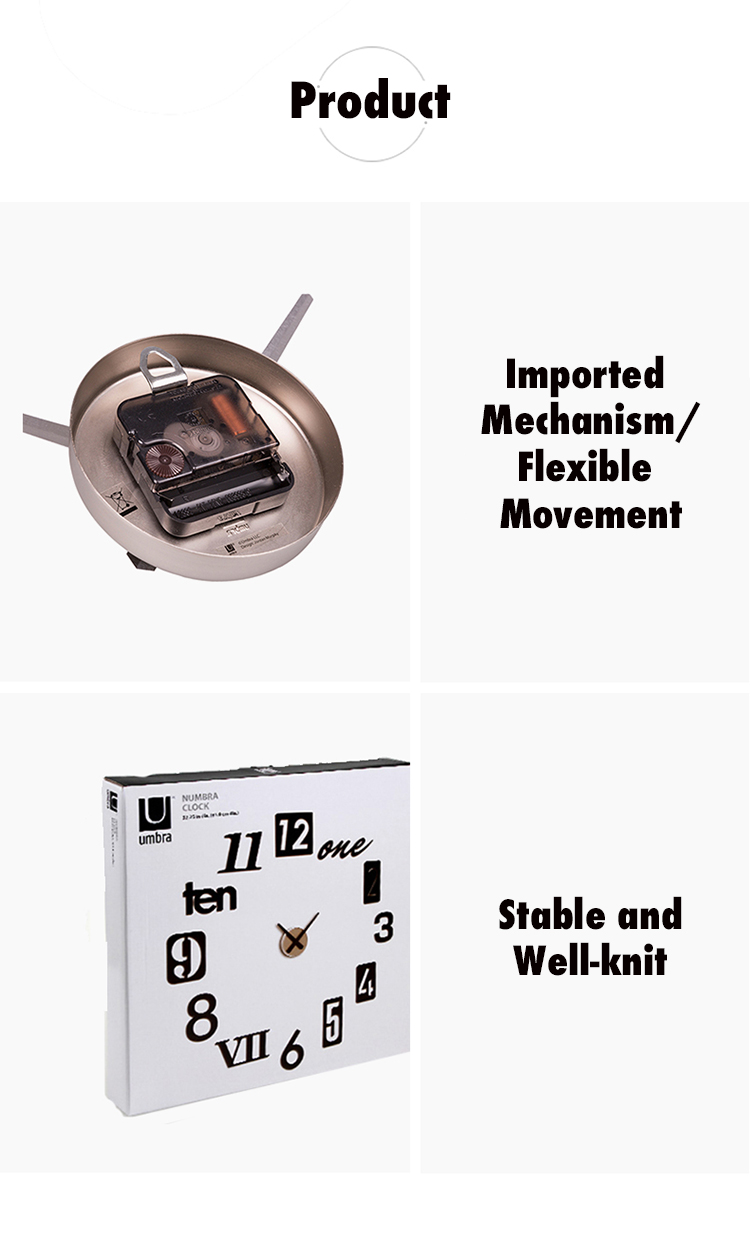 Product
Imported
Mechanism/
Flexible
Movement
NUMBRA
CLOCK
umbra
11 12 one
2
ten
3
9
4
8
5
VII 6
Stable and
Well-knit